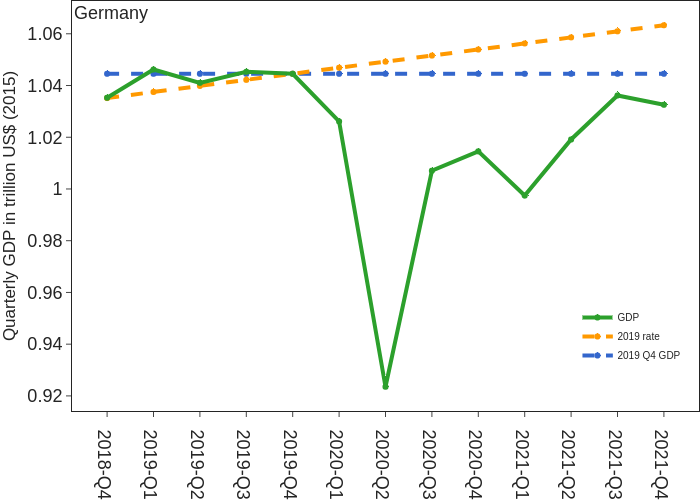 Germany
Quarterly GDP in trillion US$ (2015)
1.06
1.04
1.02
1
0.98
0.96
0.94
0.92
GDP
2019 rate
2019 Q4 GDP
2018-Q4
2019-Q1
2019-Q2
2019-Q3
2019-Q4
2020-Q1
2020-Q2
2020-Q3
2020-Q4
2021-Q1
2021-Q2
2021-Q3
2021-Q4